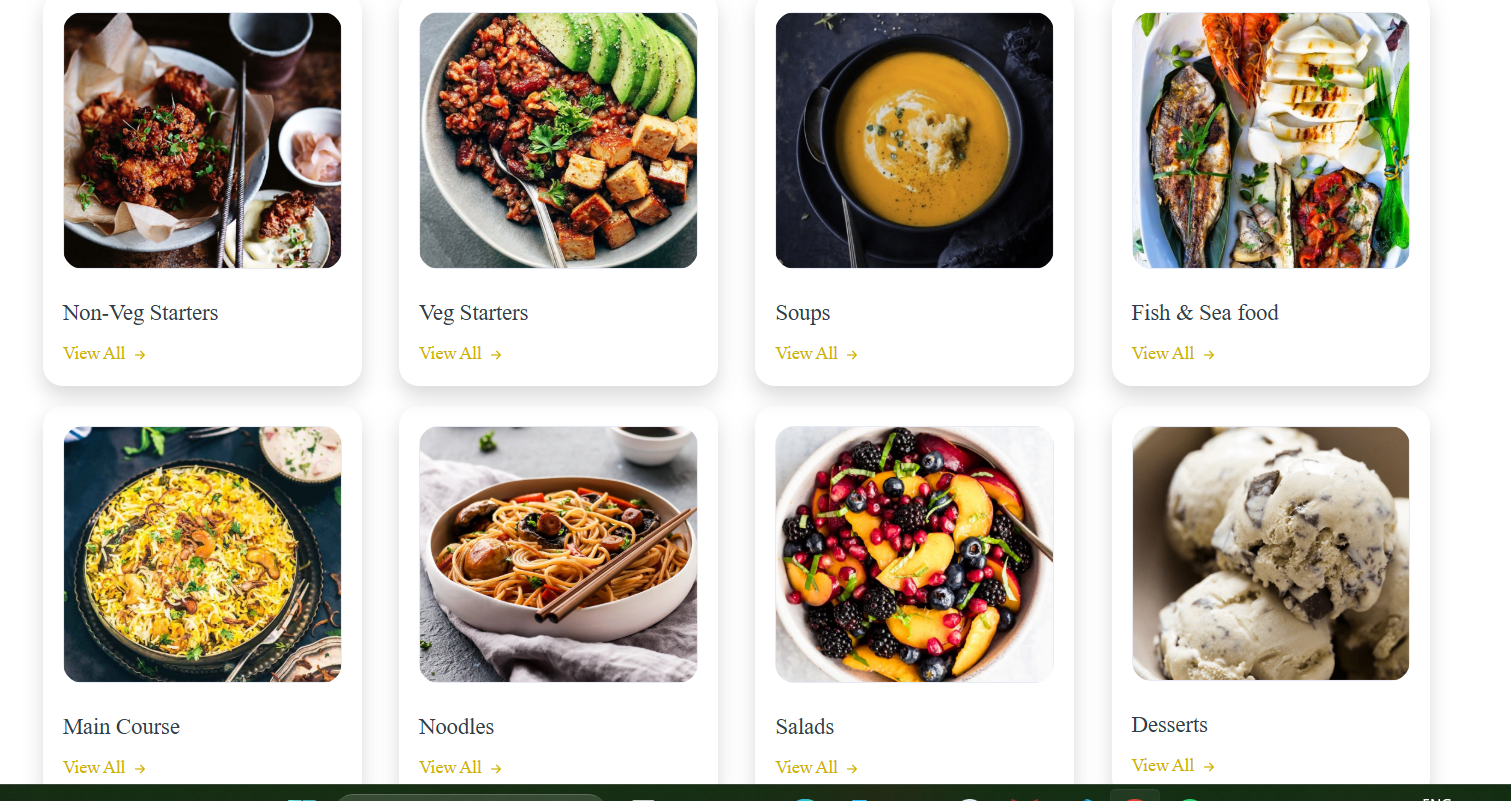 Non-Veg Starters
Veg Starters
Soups
Fish & Sea food
View All →
View All →
View All →
View All →
Main Course
Noodles
Salads
Desserts
View All →
View All →
View All →
View All →